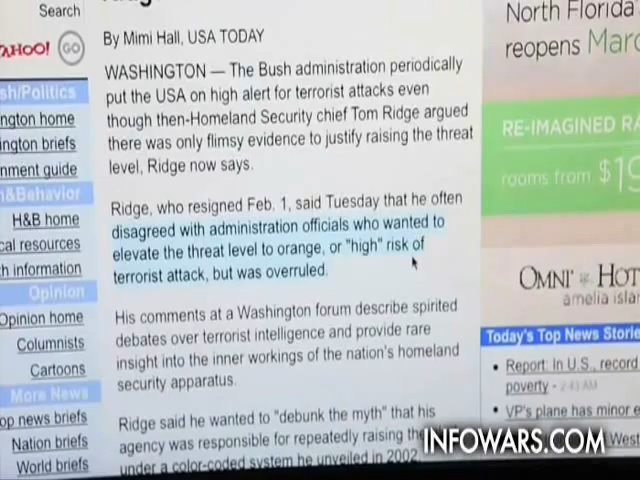 Search
YAHOO! GO
sh/Politics
ngton home
ington briefs
nment guide
h&Behavior
H&B home
cal resources
h information
Opinion
Opinion home
Columnists
Cartoons
More News
op news briefs
Nation briefs
World briefs
By Mimi Hall, USA TODAY
WASHINGTON — The Bush administration periodically
put the USA on high alert for terrorist attacks even
though then-Homeland Security chief Tom Ridge argued
there was only flimsy evidence to justify raising the threat
level, Ridge now says.
Ridge, who resigned Feb. 1, said Tuesday that he often
disagreed with administration officials who wanted to
elevate the threat level to orange, or "high" risk of
terrorist attack, but was overruled.
His comments at a Washington forum describe spirited
debates over terrorist intelligence and provide rare
insight into the inner workings of the nation's homeland
security apparatus.
Ridge said he wanted to "debunk the myth" that his
agency was responsible for repeatedly raising the
under a color-coded system he unveiled in 2002.
North Florida's
reopens Marc
RE-IMAGINED RA
rooms from $19
OMNI HOT
amelia islan
Today's Top News Storie
Report: In U.S., record
poverty - 2:43 AM
VP's plane has minor e
West
INFOWARS.COM